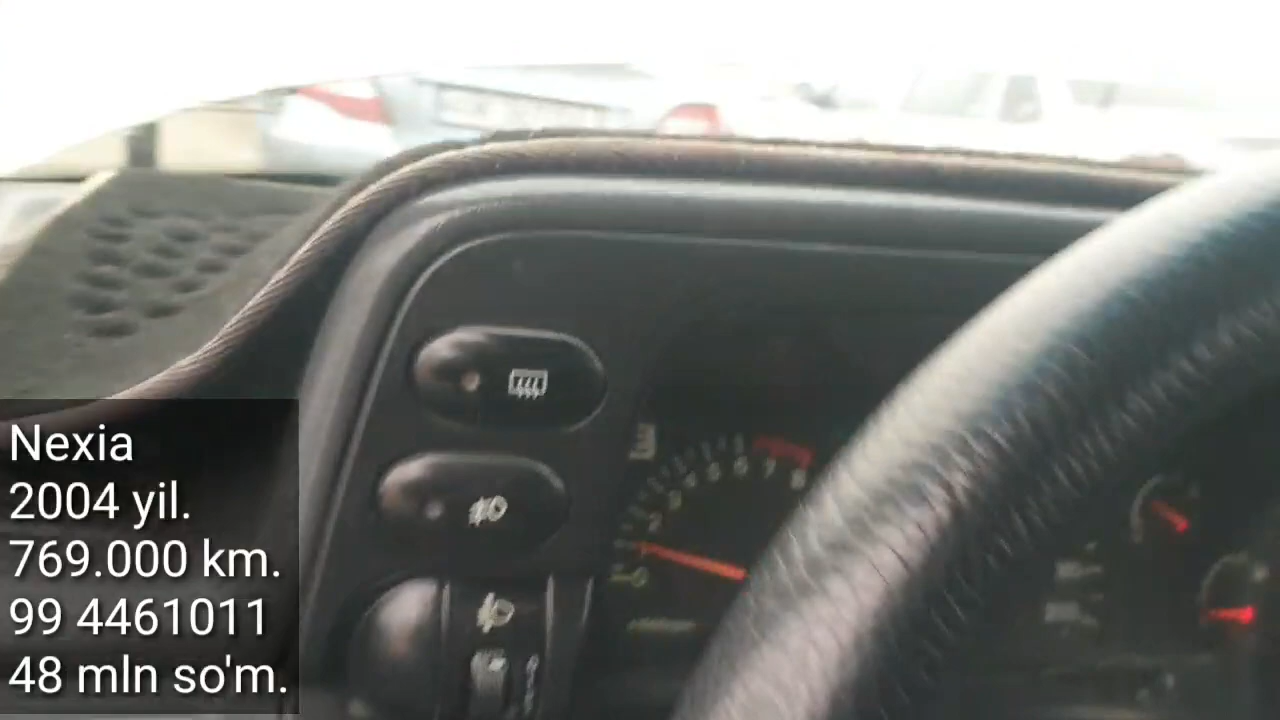 Nexia
2004 yil.
769.000 km.
99 4461011
48 mln so'm.